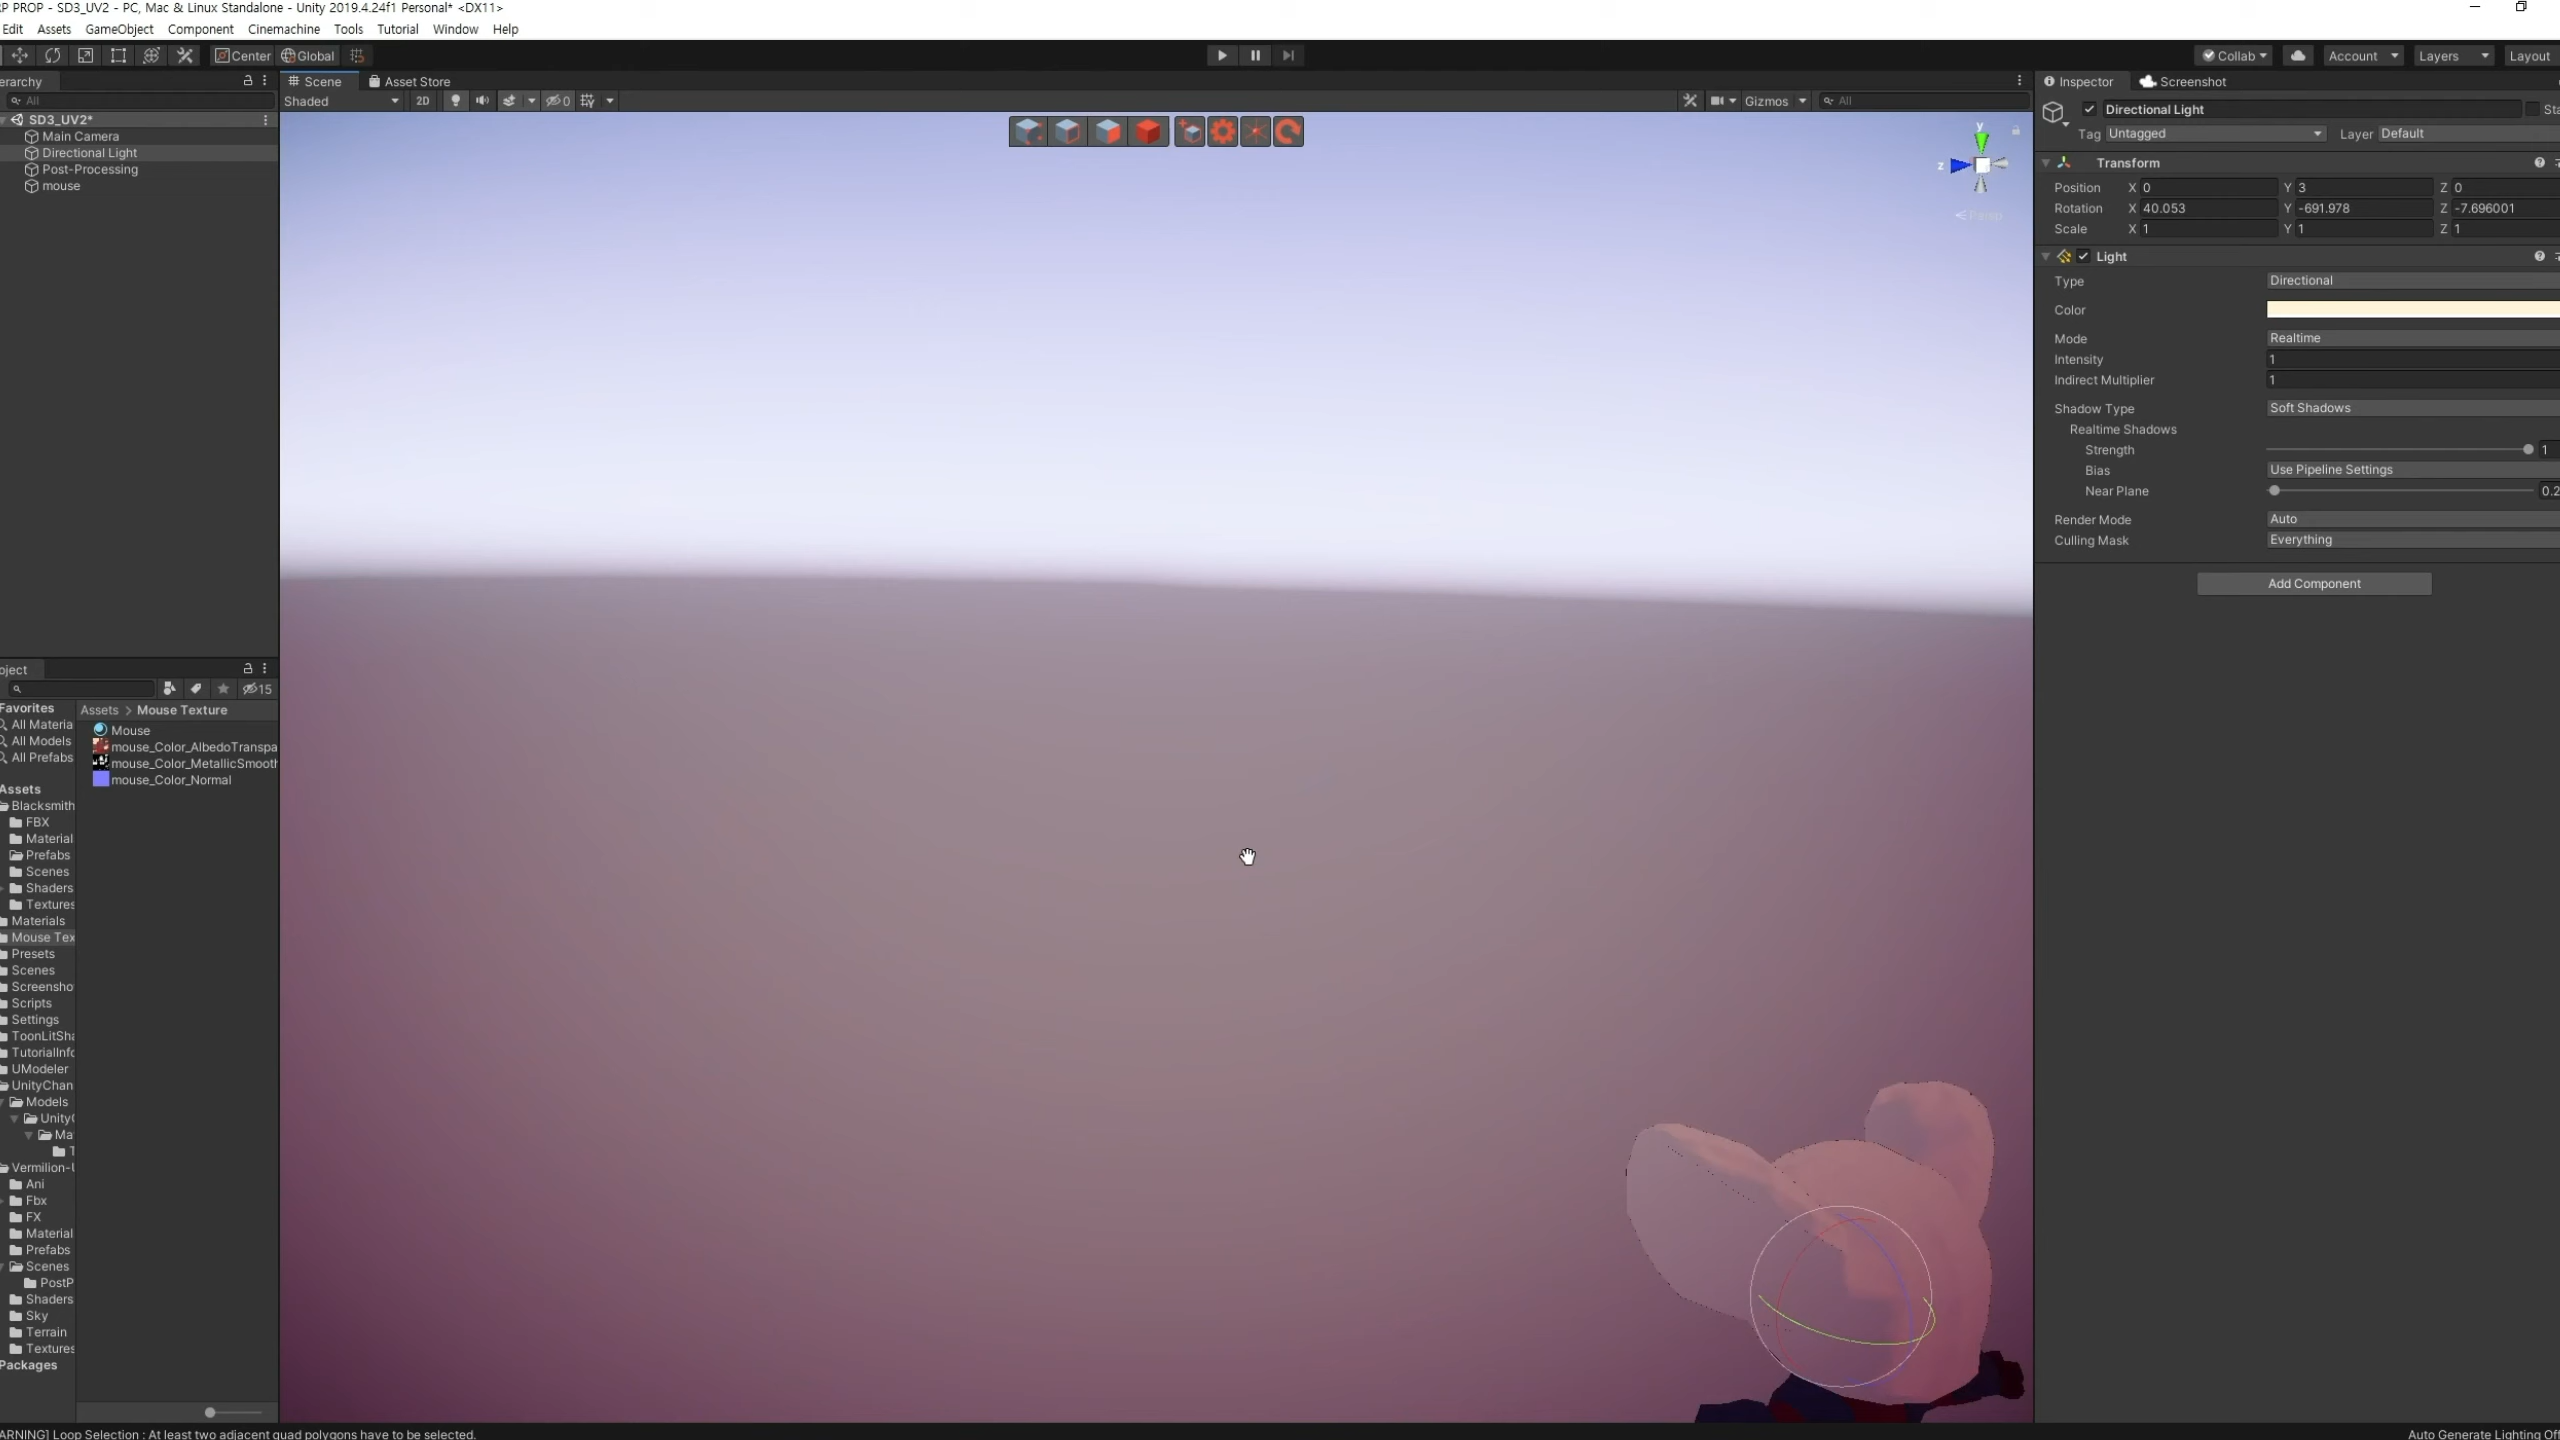 P PROP - SD3_UV2 - PC, Mac & Linux Standalone - Unity 2019.4.24f1 Personal* <DX11>
Edit Assets GameObject Component Cinemachine Tools Tutorial Window Help
Center Global Collab Account Layers Layout
erarchy
Scene Asset Store
Inspector Screenshot
All
Shaded 2D 0 Gizmos All
SD3_UV2*
Main Camera
Directional Light
Post-Processing
mouse
y
z
Persp
Directional Light Sta
Tag Untagged Layer Default
Transform
Position X 0 Y 3 Z 0
Rotation X 40.053 Y -691.978 Z -7.696001
Scale X 1 Y 1 Z 1
Light
Type Directional
Color
Mode Realtime
Intensity 1
Indirect Multiplier 1
Shadow Type Soft Shadows
Realtime Shadows
Strength 1
Bias Use Pipeline Settings
Near Plane 0.2
Render Mode Auto
Culling Mask Everything
Add Component
oject
15
Favorites
All Materia
All Models
All Prefabs
Assets
Blacksmith
FBX
Material
Prefabs
Scenes
Shaders
Textures
Materials
Mouse Tex
Presets
Scenes
Screensho
Scripts
Settings
ToonLitSha
TutorialInfo
UModeler
UnityChan
Models
Unity
Ma
T
Vermilion-U
Ani
Fbx
FX
Material
Prefabs
Scenes
PostP
Shaders
Sky
Terrain
Textures
Packages
Assets > Mouse Texture
Mouse
mouse_Color_AlbedoTranspa
mouse_Color_MetallicSmooth
mouse_Color_Normal
ARNING] Loop Selection : At least two adjacent quad polygons have to be selected.
Auto Generate Lighting Off